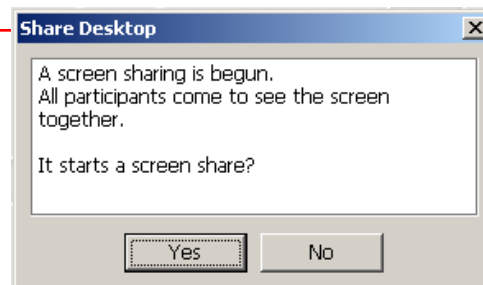 Share Desktop
A screen sharing is begun.
All participants come to see the screen
together.
It starts a screen share?
Yes
No